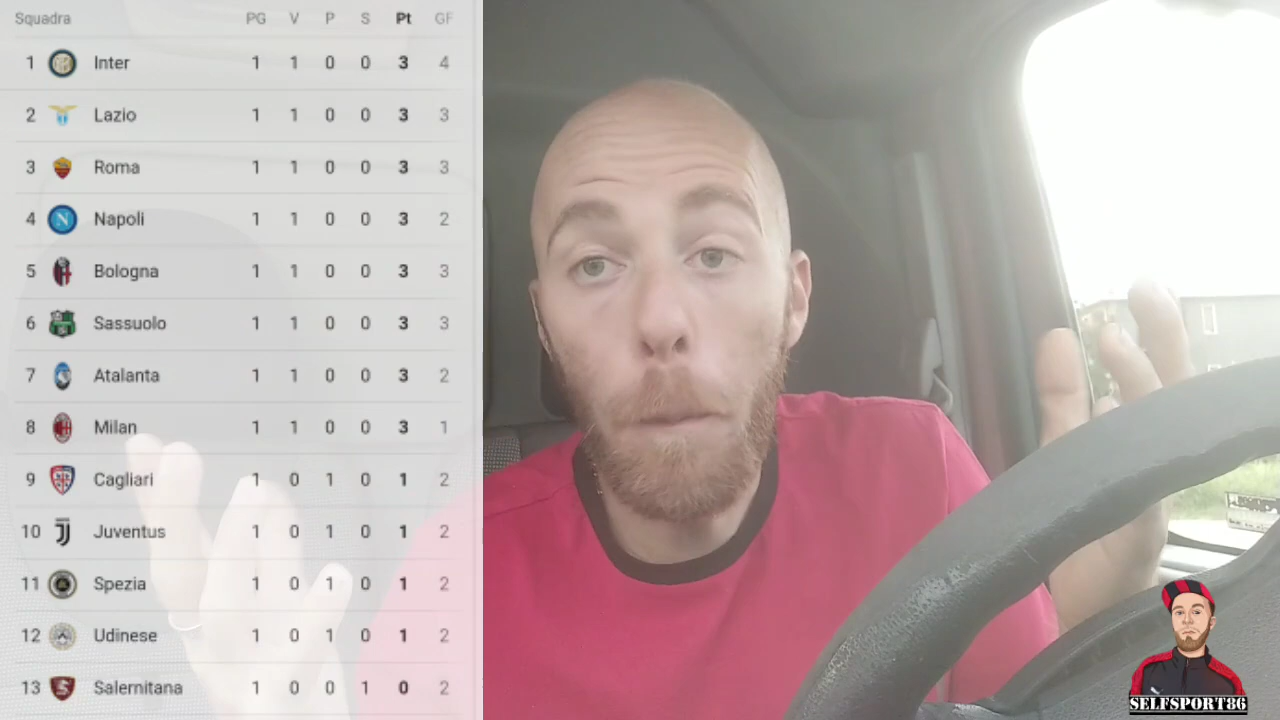 Squadra PG V P S Pt GF
1 Inter 1 1 0 0 3 4
2 Lazio 1 1 0 0 3 3
3 Roma 1 1 0 0 3 3
4 Napoli 1 1 0 0 3 2
5 Bologna 1 1 0 0 3 3
6 Sassuolo 1 1 0 0 3 3
7 Atalanta 1 1 0 0 3 2
8 Milan 1 1 0 0 3 1
9 Cagliari 1 0 1 0 1 2
10 Juventus 1 0 1 0 1 2
11 Spezia 1 0 1 0 1 2
12 Udinese 1 0 1 0 1 2
13 Salernitana 1 0 0 1 0 2
SELFSPORT86